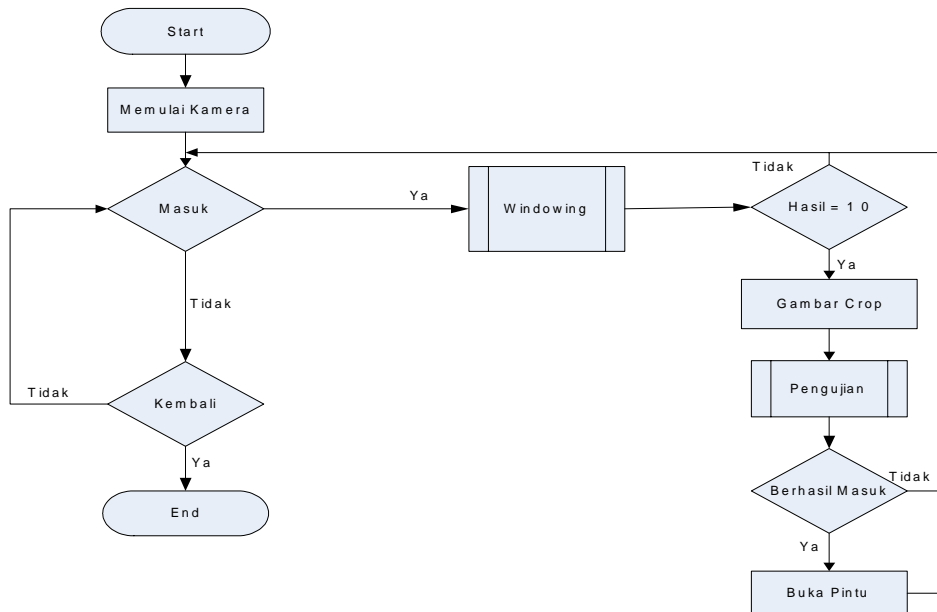 Start
Memulai Kamera
Masuk
Ya
Windowing
Tidak
Hasil = 10
Ya
Gambar Crop
Tidak
Pengujian
Tidak
Kembali
Ya
Berhasil Masuk
Tidak
End
Ya
Buka Pintu